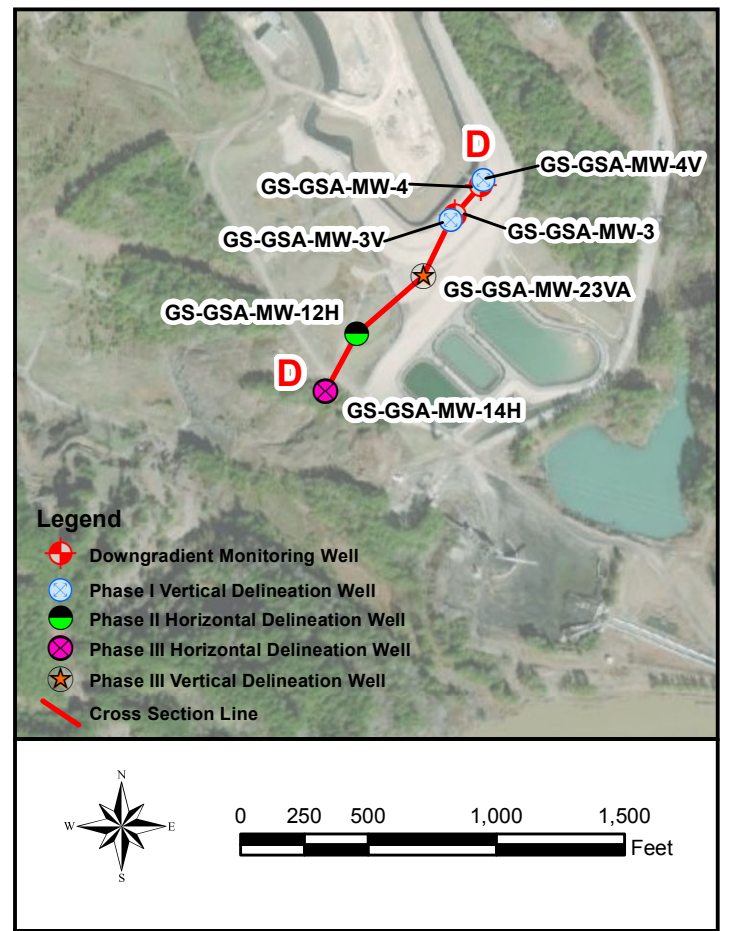 D
GS-GSA-MW-4V
GS-GSA-MW-4
GS-GSA-MW-3
GS-GSA-MW-3V
GS-GSA-MW-23VA
GS-GSA-MW-12H
D
GS-GSA-MW-14H
Legend
Downgradient Monitoring Well
Phase I Vertical Delineation Well
Phase II Horizontal Delineation Well
Phase III Horizontal Delineation Well
Phase III Vertical Delineation Well
Cross Section Line
N
W E
S
0 250 500 1,000 1,500
Feet